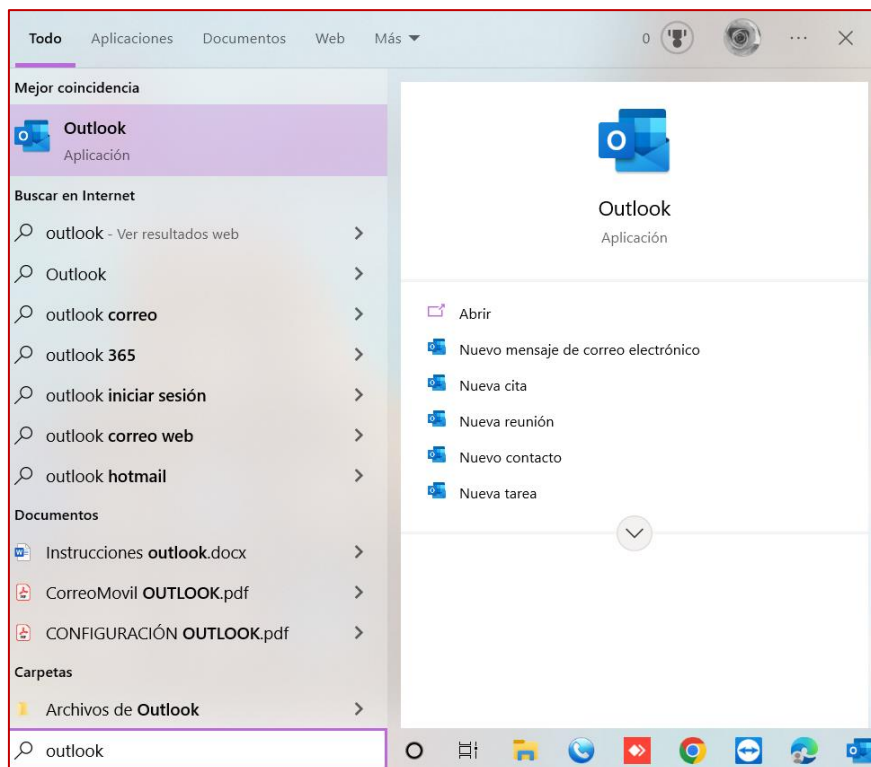 Todo Aplicaciones Documentos Web Más 0 ...
Mejor coincidencia
Outlook
Aplicación
Buscar en Internet
outlook - Ver resultados web
Outlook
outlook correo
outlook 365
outlook iniciar sesión
outlook correo web
outlook hotmail
Documentos
Instrucciones outlook.docx
CorreoMovil OUTLOOK.pdf
CONFIGURACIÓN OUTLOOK.pdf
Carpetas
Archivos de Outlook
outlook
Outlook
Aplicación
Abrir
Nuevo mensaje de correo electrónico
Nueva cita
Nueva reunión
Nuevo contacto
Nueva tarea